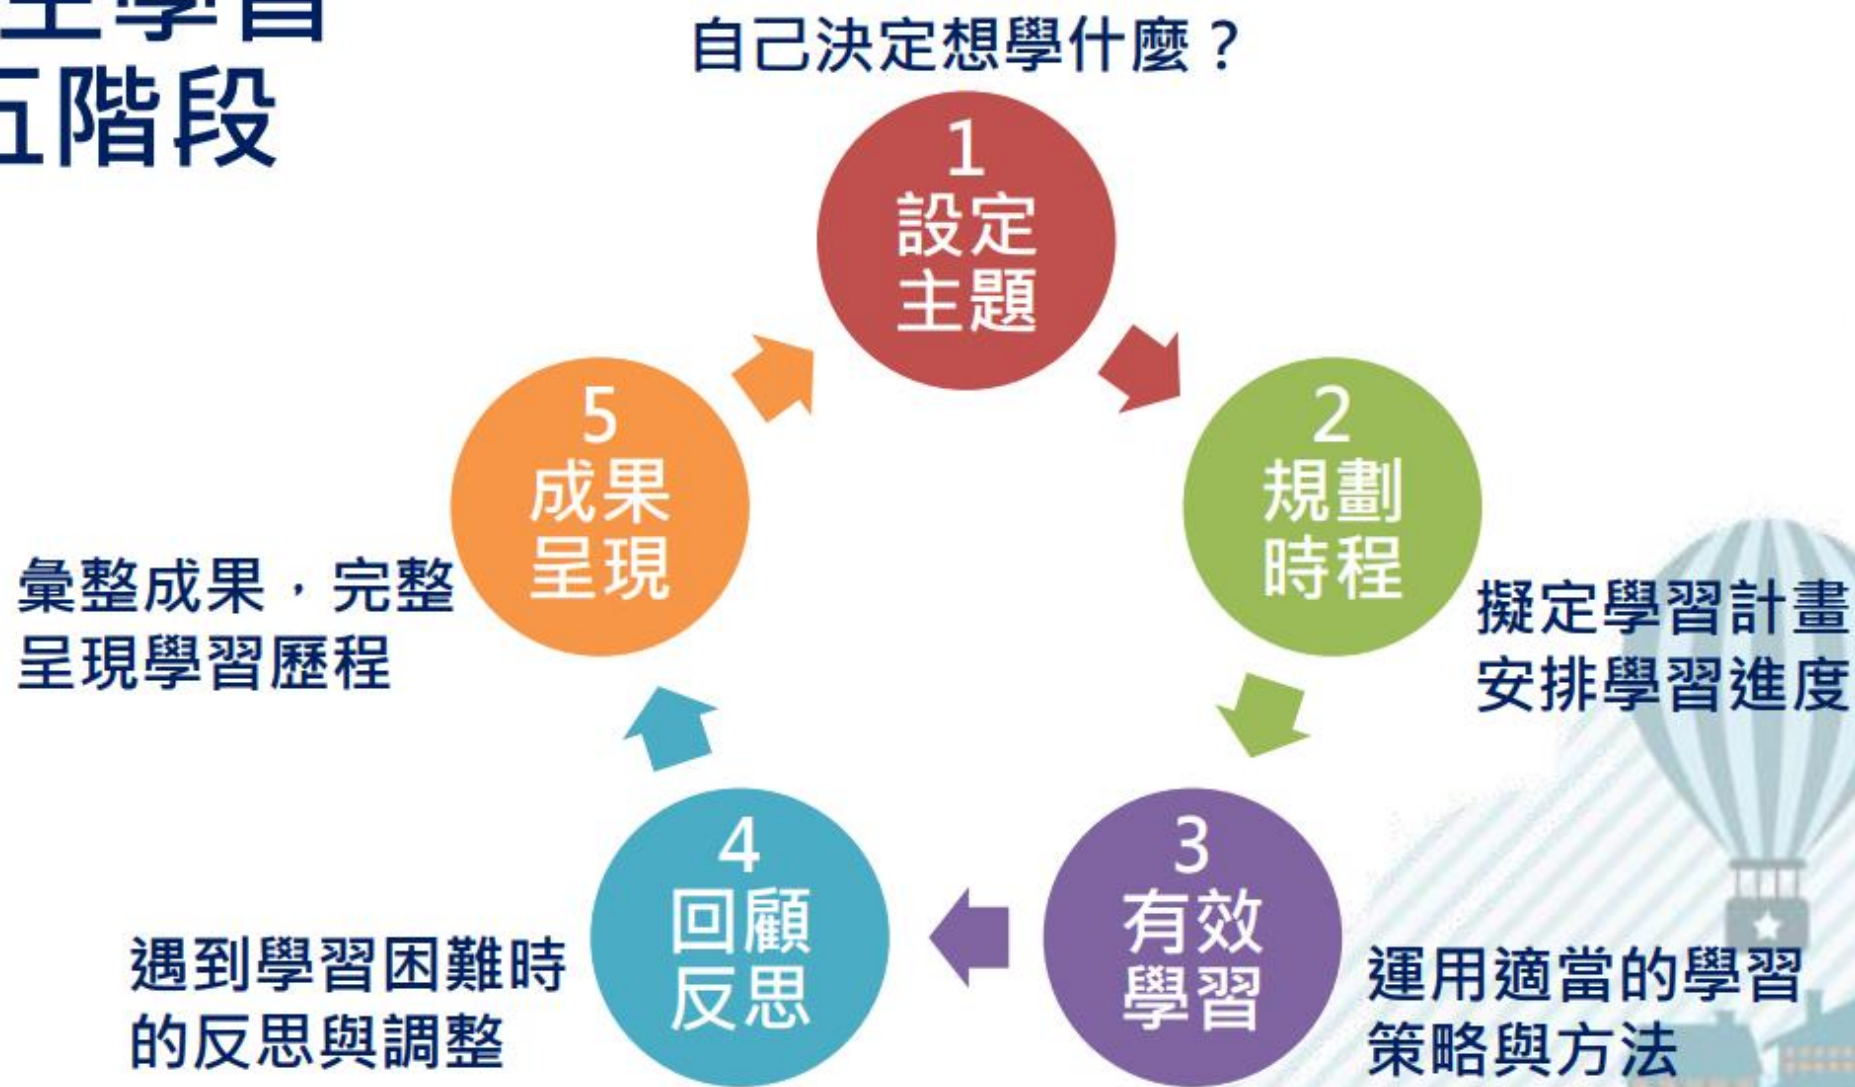 主學習
五階段
自己決定想學什麼？
1
設定
主題
2
規劃
時程
擬定學習計畫
安排學習進度
3
有效
學習
運用適當的學習
策略與方法
4
回顧
反思
遇到學習困難時
的反思與調整
5
成果
呈現
彙整成果，完整
呈現學習歷程